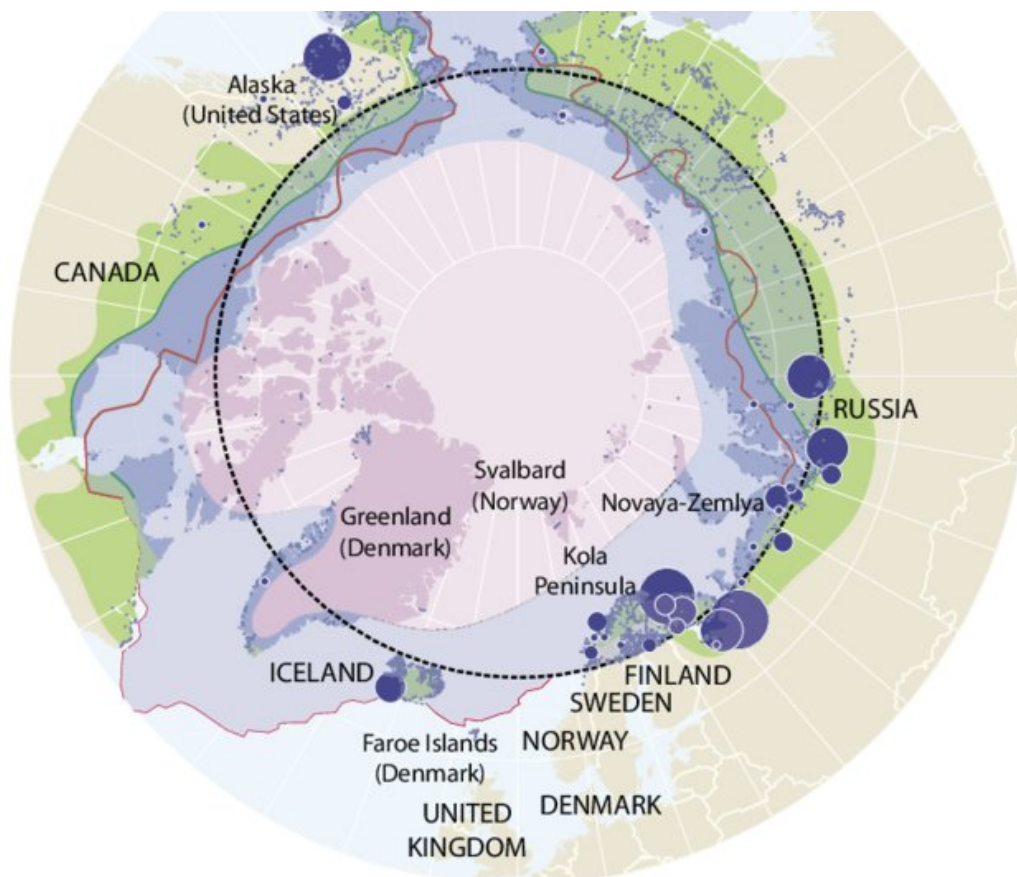 Alaska
(United States)
CANADA
RUSSIA
Svalbard
(Norway)
Novaya-Zemlya
Greenland
(Denmark)
Kola
Peninsula
ICELAND
FINLAND
SWEDEN
Faroe Islands
(Denmark)
NORWAY
DENMARK
UNITED
KINGDOM